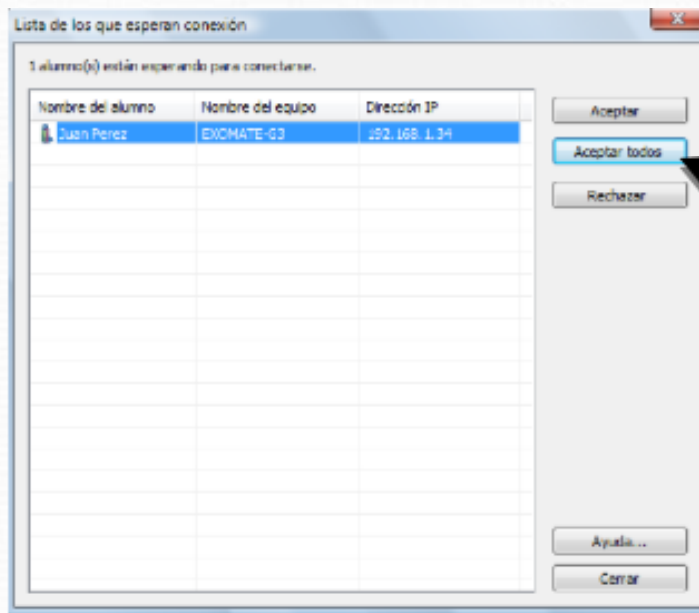 Lista de los que esperan conexión
1 alumno(s) están esperando para conectarse.
Nombre del alumno Nombre del equipo Dirección IP
Juan Perez EXOMATE-G3 192.168.1.34
Aceptar
Aceptar todos
Rechazar
Ayuda...
Cerrar